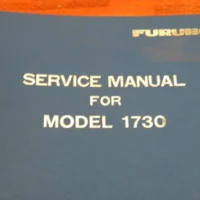 FURUNO
SERVICE MANUAL
FOR
MODEL 1730